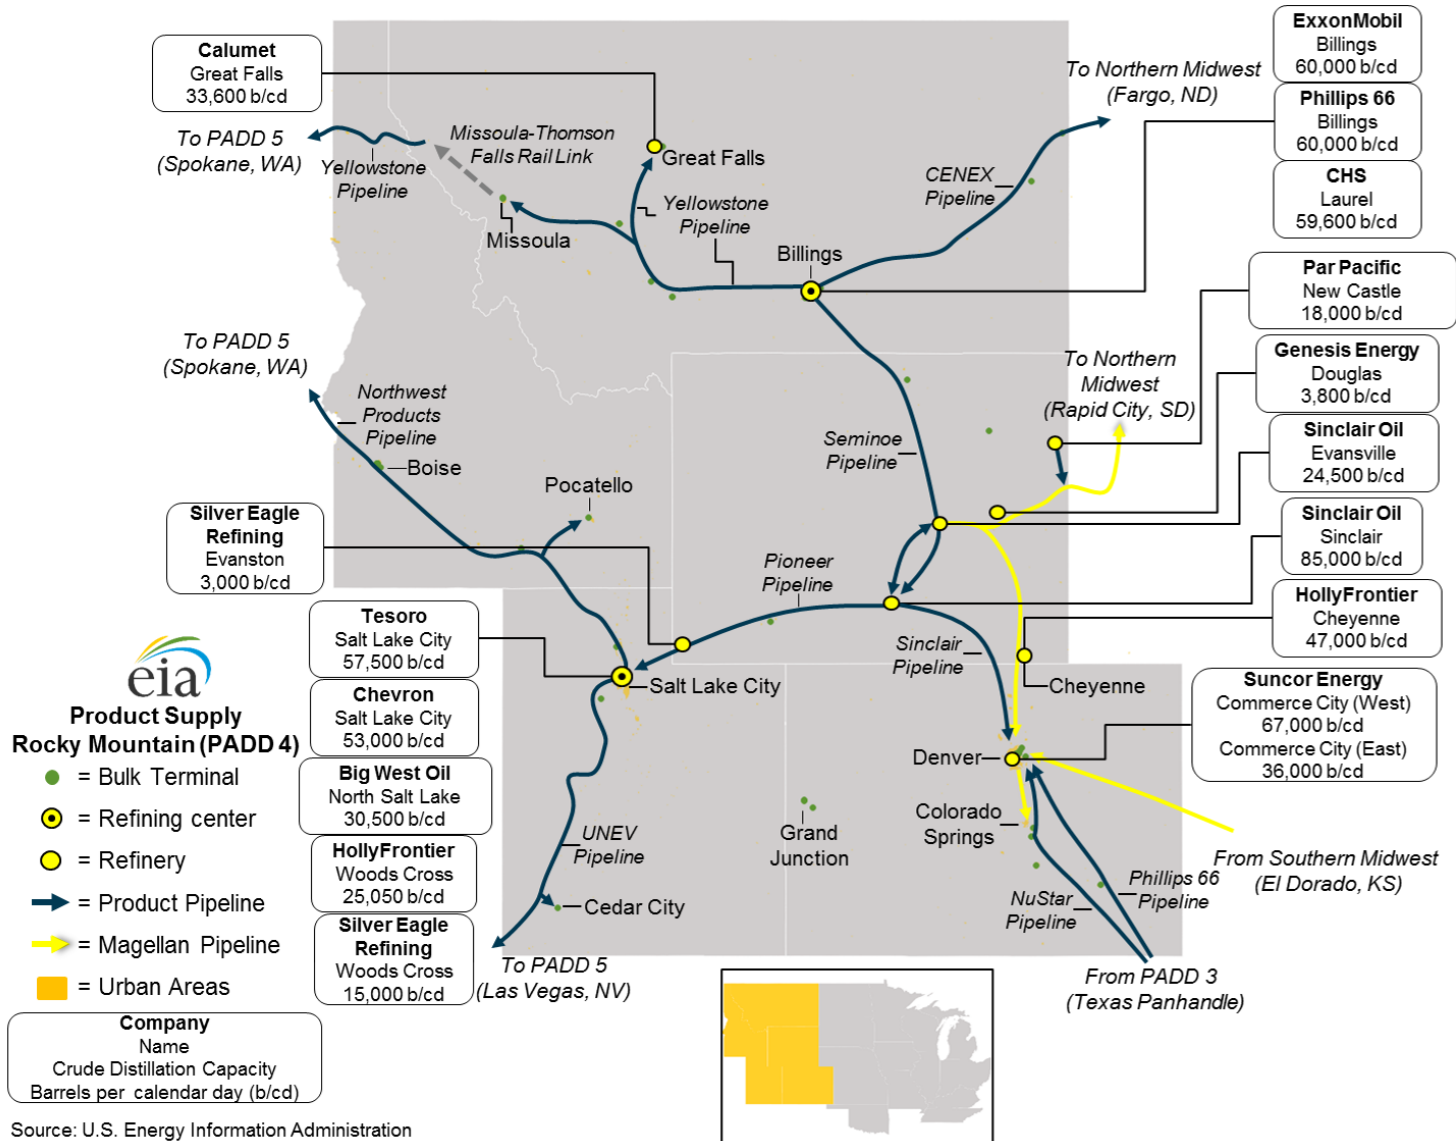 Calumet
Great Falls
33,600 b/cd
To PADD 5
(Spokane, WA)
Yellowstone
Pipeline
Missoula-Thomson
Falls Rail Link
Missoula
Great Falls
Yellowstone
Pipeline
Billings
CENEX
Pipeline
To Northern Midwest
(Fargo, ND)
ExxonMobil
Billings
60,000 b/cd
Phillips 66
Billings
60,000 b/cd
CHS
Laurel
59,600 b/cd
Par Pacific
New Castle
18,000 b/cd
Genesis Energy
Douglas
3,800 b/cd
Sinclair Oil
Evansville
24,500 b/cd
Sinclair Oil
Sinclair
85,000 b/cd
HollyFrontier
Cheyenne
47,000 b/cd
Suncor Energy
Commerce City (West)
67,000 b/cd
Commerce City (East)
36,000 b/cd
To PADD 5
(Spokane, WA)
Northwest
Products
Pipeline
Boise
Pocatello
To Northern
Midwest
(Rapid City, SD)
Seminoe
Pipeline
Pioneer
Pipeline
Sinclair
Pipeline
Silver Eagle
Refining
Evanston
3,000 b/cd
Tesoro
Salt Lake City
57,500 b/cd
Chevron
Salt Lake City
53,000 b/cd
Big West Oil
North Salt Lake
30,500 b/cd
HollyFrontier
Woods Cross
25,050 b/cd
Silver Eagle
Refining
Woods Cross
15,000 b/cd
Salt Lake City
Cheyenne
Denver
Colorado
Springs
Grand
Junction
UNEV
Pipeline
Cedar City
To PADD 5
(Las Vegas, NV)
NuStar
Pipeline
Phillips 66
Pipeline
From Southern Midwest
(El Dorado, KS)
From PADD 3
(Texas Panhandle)
eia
Product Supply
Rocky Mountain (PADD 4)
= Bulk Terminal
= Refining center
= Refinery
= Product Pipeline
= Magellan Pipeline
= Urban Areas
Company
Name
Crude Distillation Capacity
Barrels per calendar day (b/cd)
Source: U.S. Energy Information Administration